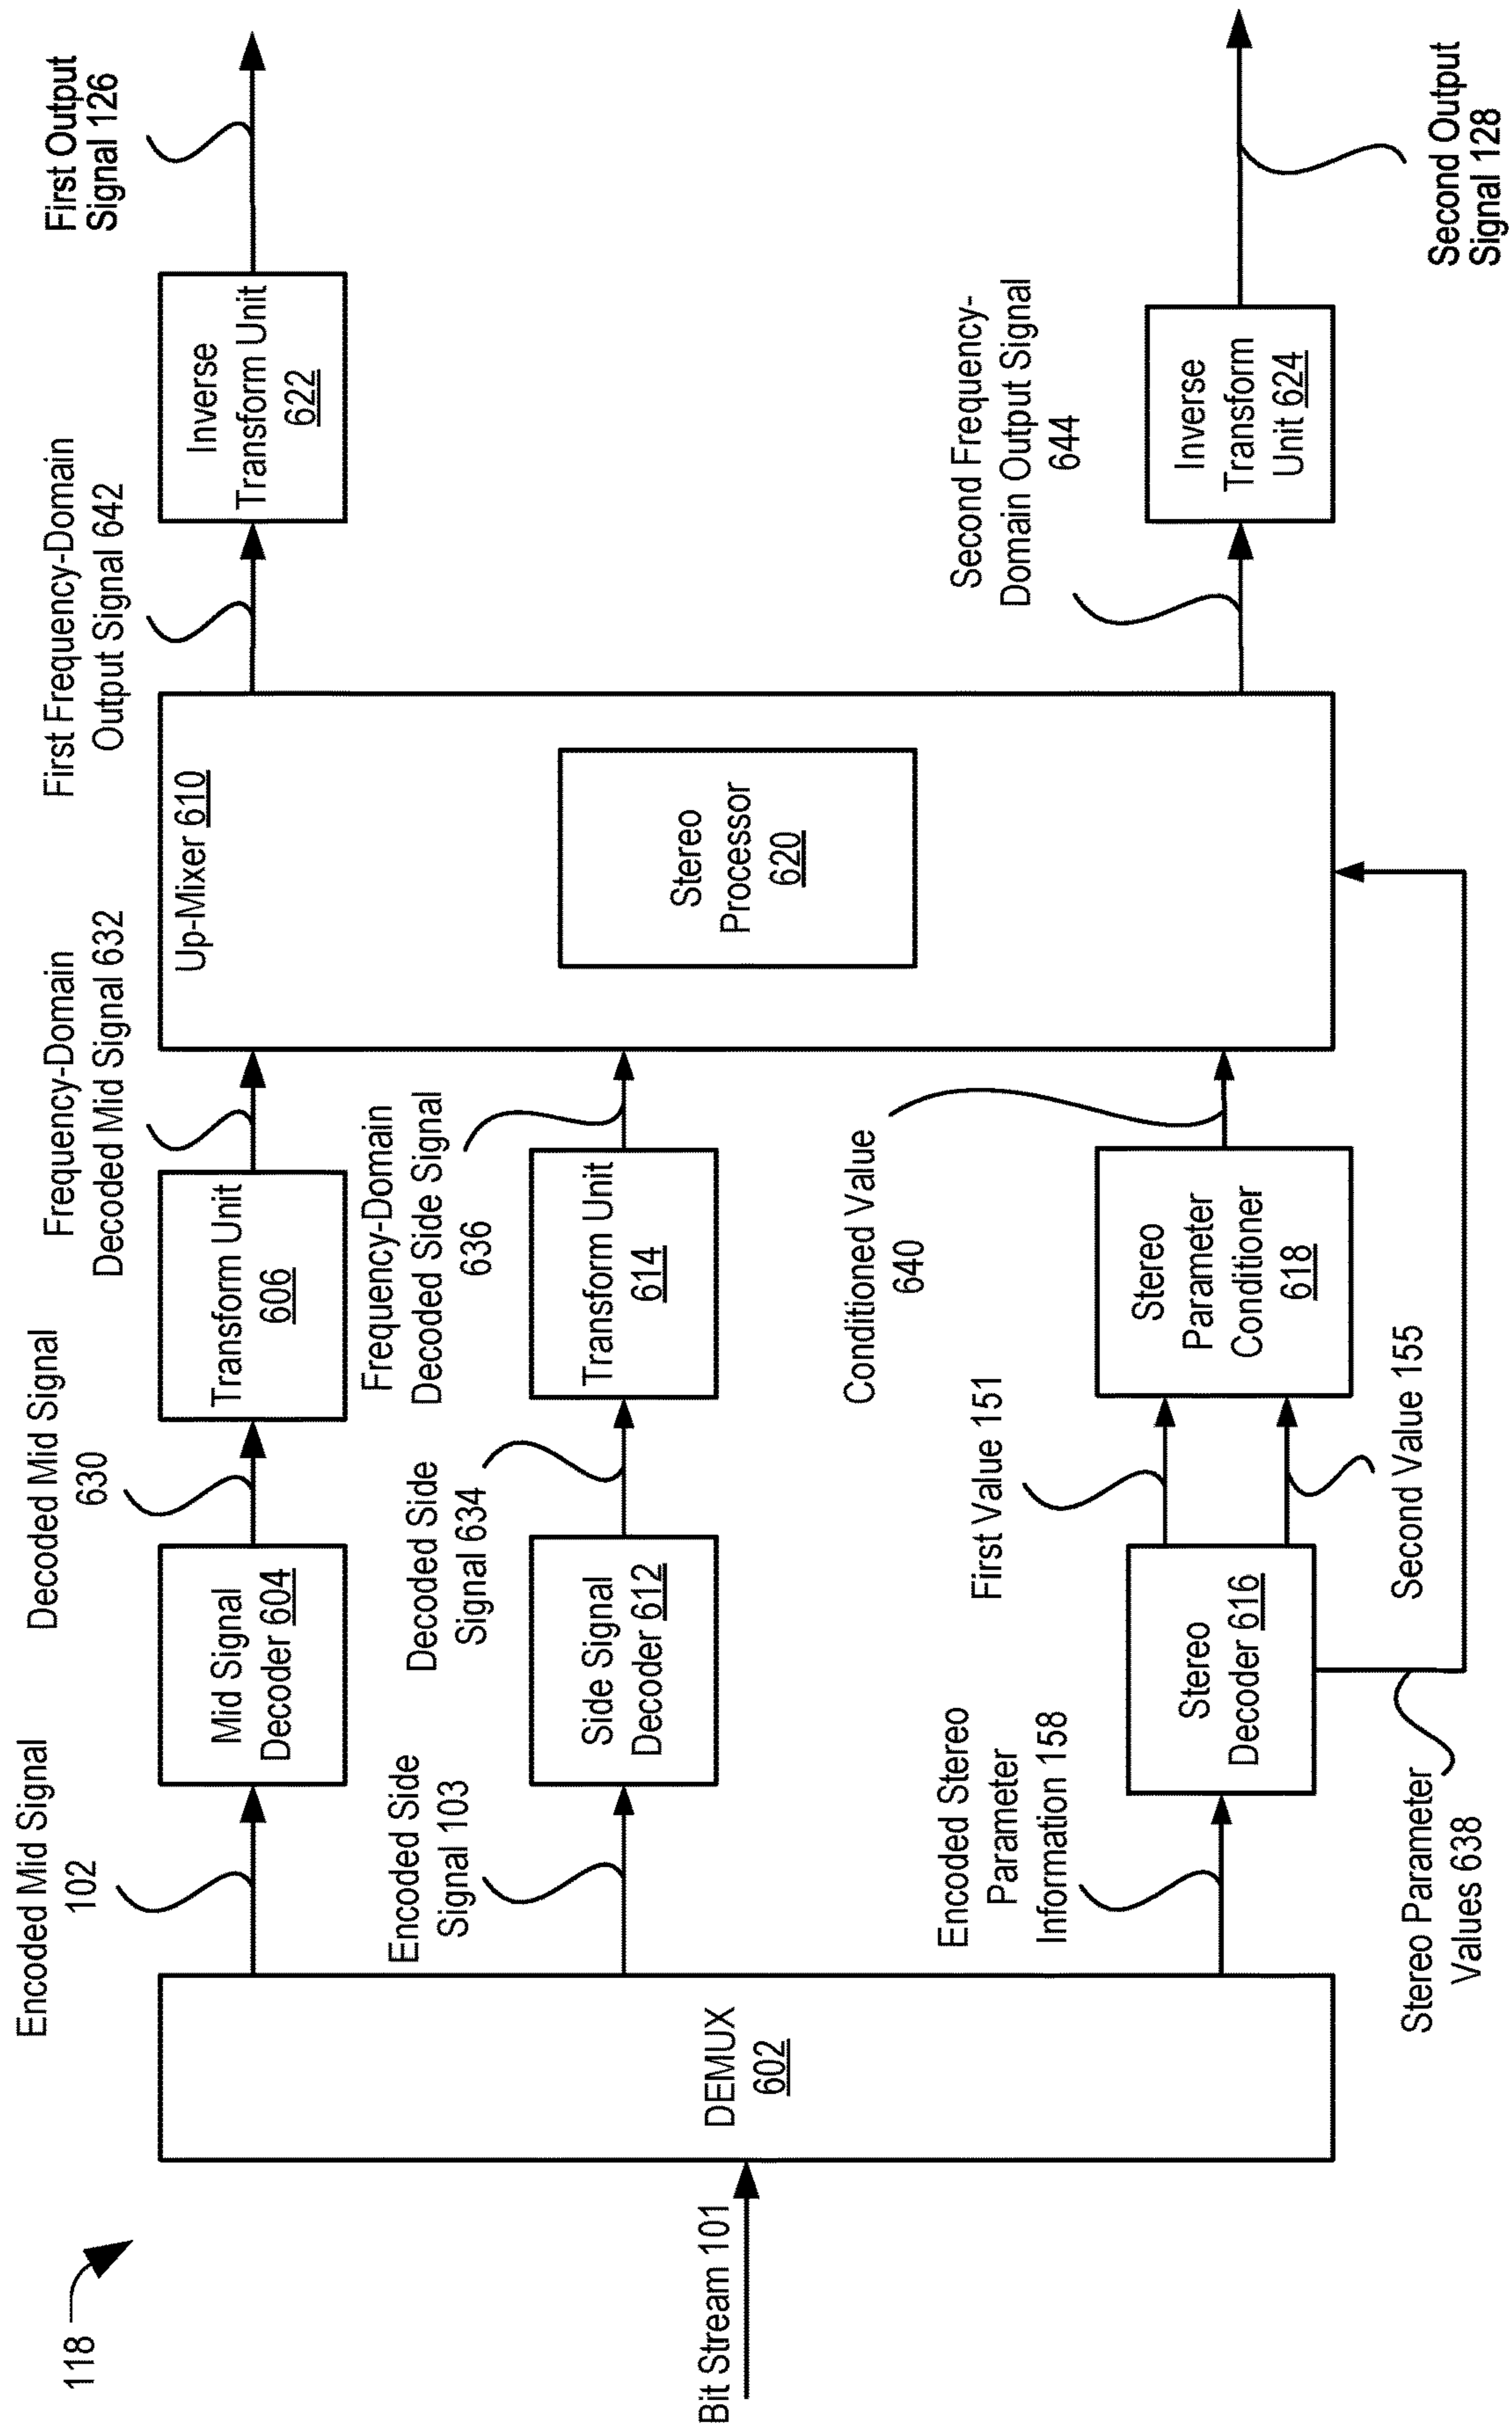 118
Bit Stream 101
DEMUX
602
Encoded Mid Signal
102
Mid Signal
Decoder 604
Decoded Mid Signal
630
Transform Unit
606
Frequency-Domain
Decoded Mid Signal 632
Encoded Side
Signal 103
Side Signal
Decoder 612
Decoded Side
Signal 634
Transform Unit
614
Frequency-Domain
Decoded Side Signal
636
Encoded Stereo
Parameter
Information 158
Stereo
Decoder 616
First Value 151
Second Value 155
Stereo Parameter
Values 638
Stereo
Parameter
Conditioner
618
Conditioned Value
640
Up-Mixer 610
Stereo
Processor
620
First Frequency-Domain
Output Signal 642
Inverse
Transform Unit
622
First Output
Signal 126
Second Frequency-
Domain Output Signal
644
Inverse
Transform
Unit 624
Second Output
Signal 128